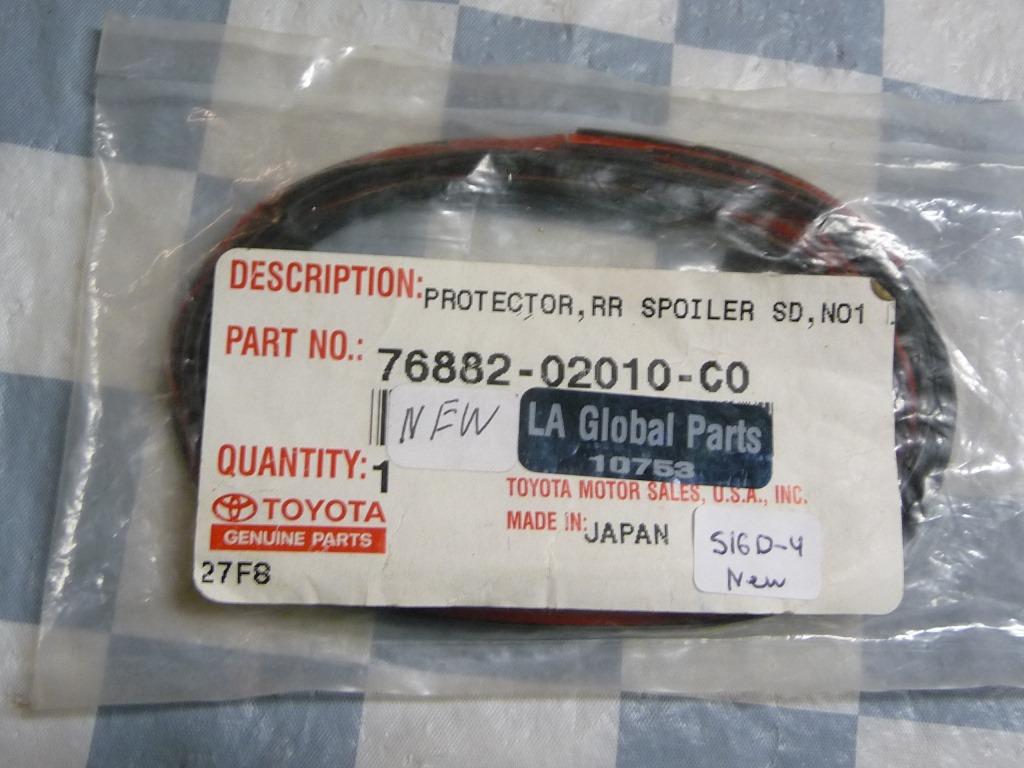 DESCRIPTION: PROTECTOR, RR SPOILER SD, NO1
PART NO.: 76882-02010-C0
NEW
LA Global Parts
10753
QUANTITY: 1
TOYOTA MOTOR SALES, U.S.A., INC.
TOYOTA
GENUINE PARTS
MADE IN: JAPAN
S16D-4
New
27F8